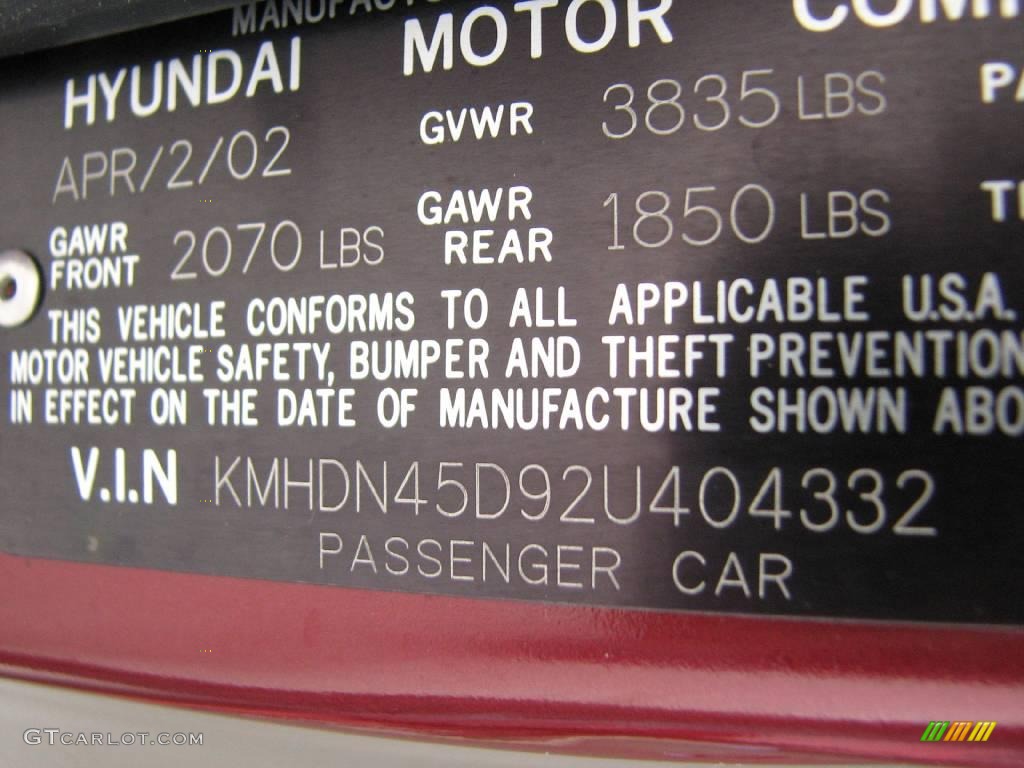 HYUNDAI MOTOR
APR/2/02 GVWR 3835 LBS
GAWR FRONT 2070 LBS GAWR REAR 1850 LBS
THIS VEHICLE CONFORMS TO ALL APPLICABLE U.S.A.
MOTOR VEHICLE SAFETY, BUMPER AND THEFT PREVENTION
IN EFFECT ON THE DATE OF MANUFACTURE SHOWN ABO
V.I.N KMHDN45D92U404332
PASSENGER CAR
GTCARLOT.COM